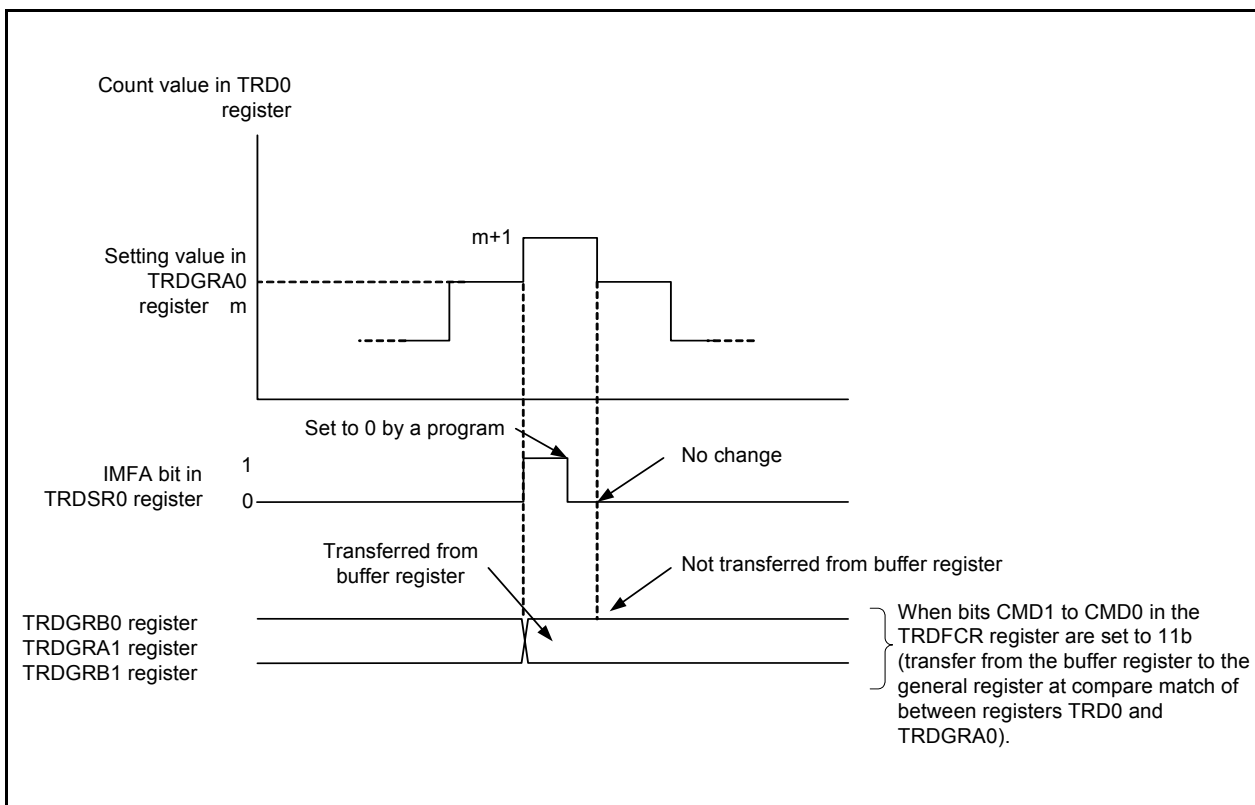 Count value in TRD0
register
m+1
Setting value in
TRDGRA0
register m
Set to 0 by a program
No change
IMFA bit in
TRDSR0 register
1
0
Transferred from
buffer register
Not transferred from buffer register
TRDGRB0 register
TRDGRA1 register
TRDGRB1 register
When bits CMD1 to CMD0 in the
TRDFCR register are set to 11b
(transfer from the buffer register to the
general register at compare match of
between registers TRD0 and
TRDGRA0).